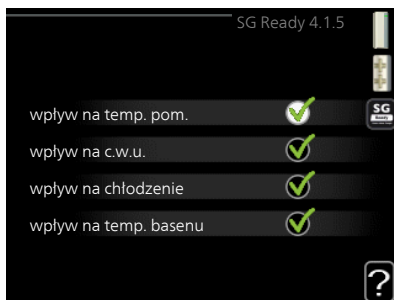 SG Ready 4.1.5
SG
Ready
wpływ na temp. pom.
wpływ na c.w.u.
wpływ na chłodzenie
wpływ na temp. basenu
?